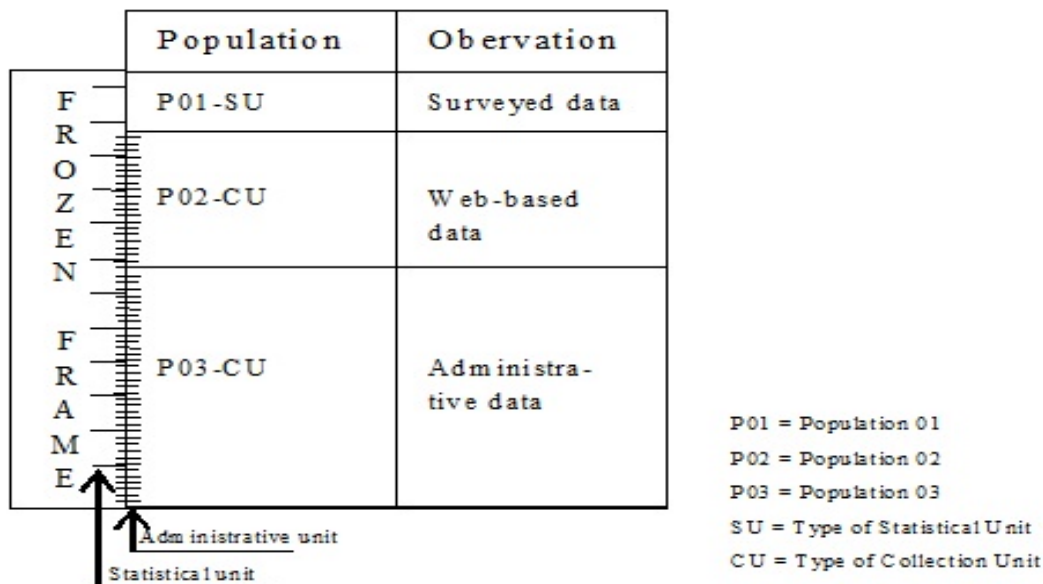 Population
Obervation
P01-SU
Surveyed data
P02-CU
Web-based
data
P03-CU
Administra-
tive data
FROZEN FRAME
Administrative unit
Statistical unit
P01 = Population 01
P02 = Population 02
P03 = Population 03
SU = Type of Statistical Unit
CU = Type of Collection Unit